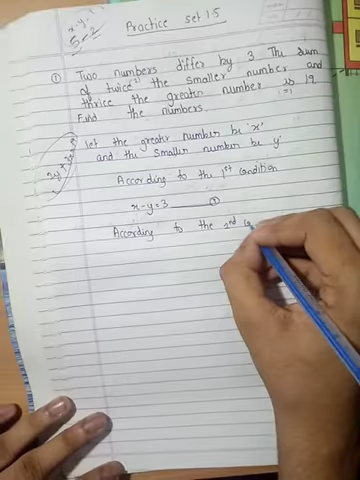 Practice set 1.5
x-y
5-2
① Two numbers differ by 3 The sum
of twice the smaller number and
thrice the greater number is 19
Find the numbers.
let the greater number be 'x'
and the smaller number be 'y'
According to the 1st condition
x-y=3 ———— ①
According to the 2nd